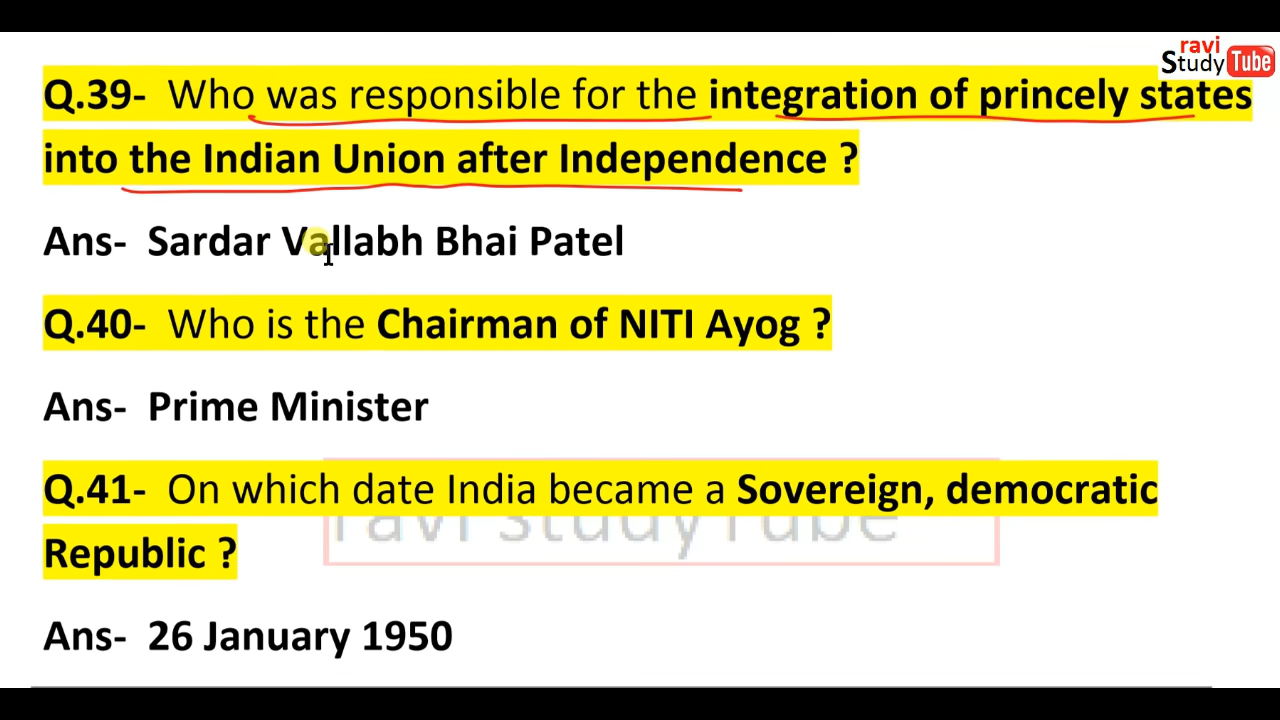 ravi
Study Tube
Q.39- Who was responsible for the integration of princely states
into the Indian Union after Independence ?
Ans- Sardar Vallabh Bhai Patel
Q.40- Who is the Chairman of NITI Ayog ?
Ans- Prime Minister
Q.41- On which date India became a Sovereign, democratic
ravi StudyTube
Republic ?
Ans- 26 January 1950